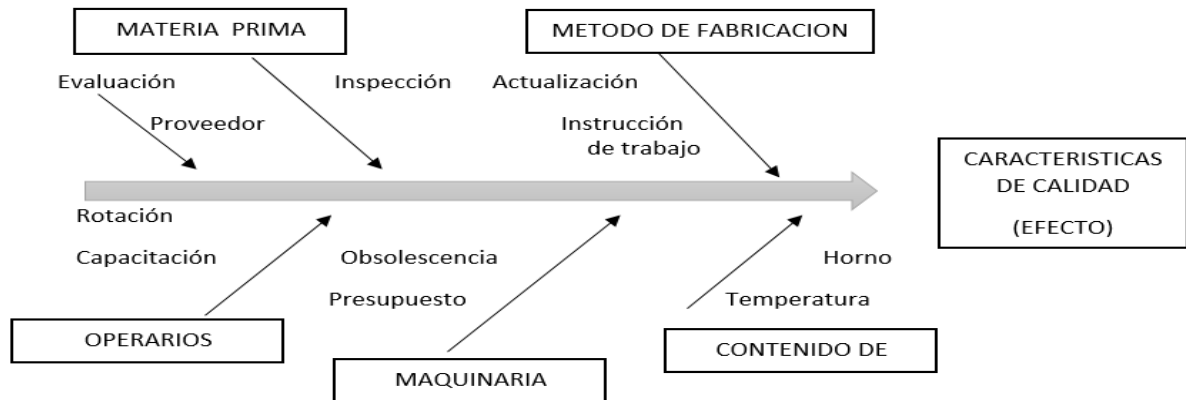 MATERIA PRIMA
METODO DE FABRICACION
Evaluación
Inspección
Actualización
Proveedor
Instrucción
de trabajo
CARACTERISTICAS
DE CALIDAD
(EFECTO)
Rotación
Capacitación
Obsolescencia
Horno
Presupuesto
Temperatura
OPERARIOS
CONTENIDO DE
MAQUINARIA